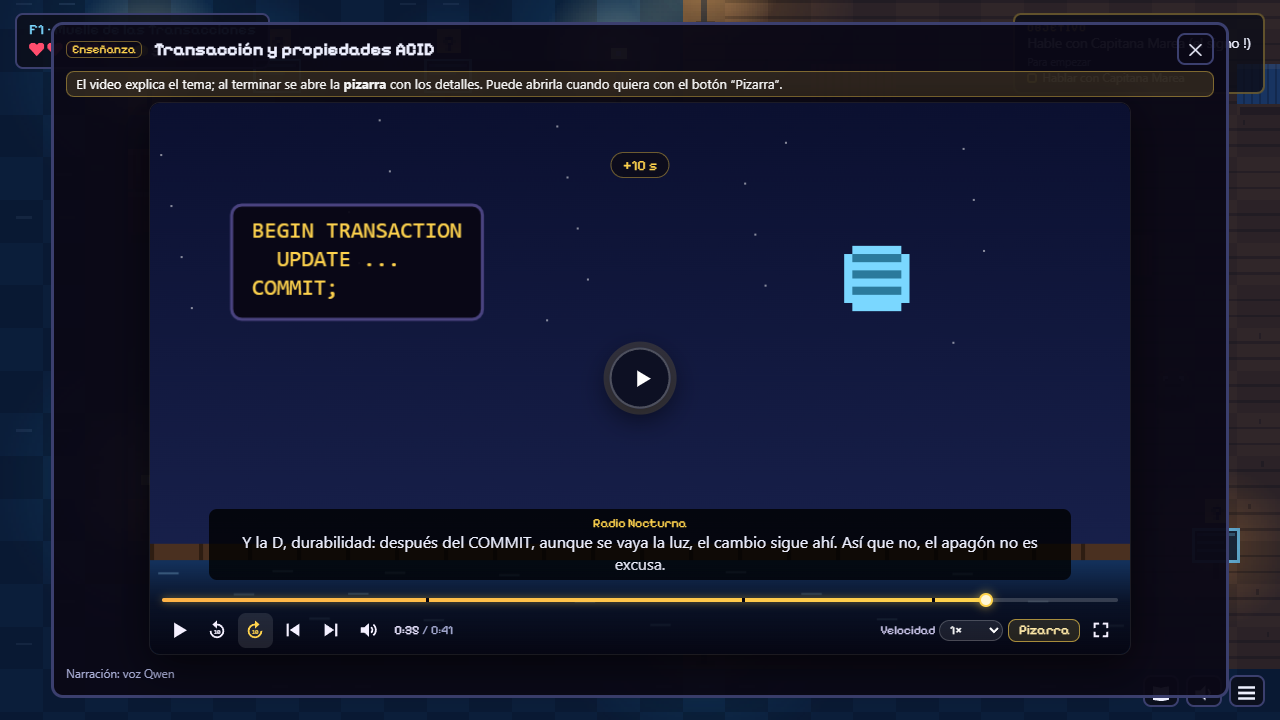 Enseñanza
Transacción y propiedades ACID
El video explica el tema; al terminar se abre la pizarra con los detalles. Puede abrirla cuando quiera con el botón “Pizarra”.
+10 s
BEGIN TRANSACTION
UPDATE ...
COMMIT;
Radio Nocturna
Y la D, durabilidad: después del COMMIT, aunque se vaya la luz, el cambio sigue ahí. Así que no, el apagón no es
excusa.
0:38 / 0:41
Velocidad
1×
Pizarra
Narración: voz Qwen